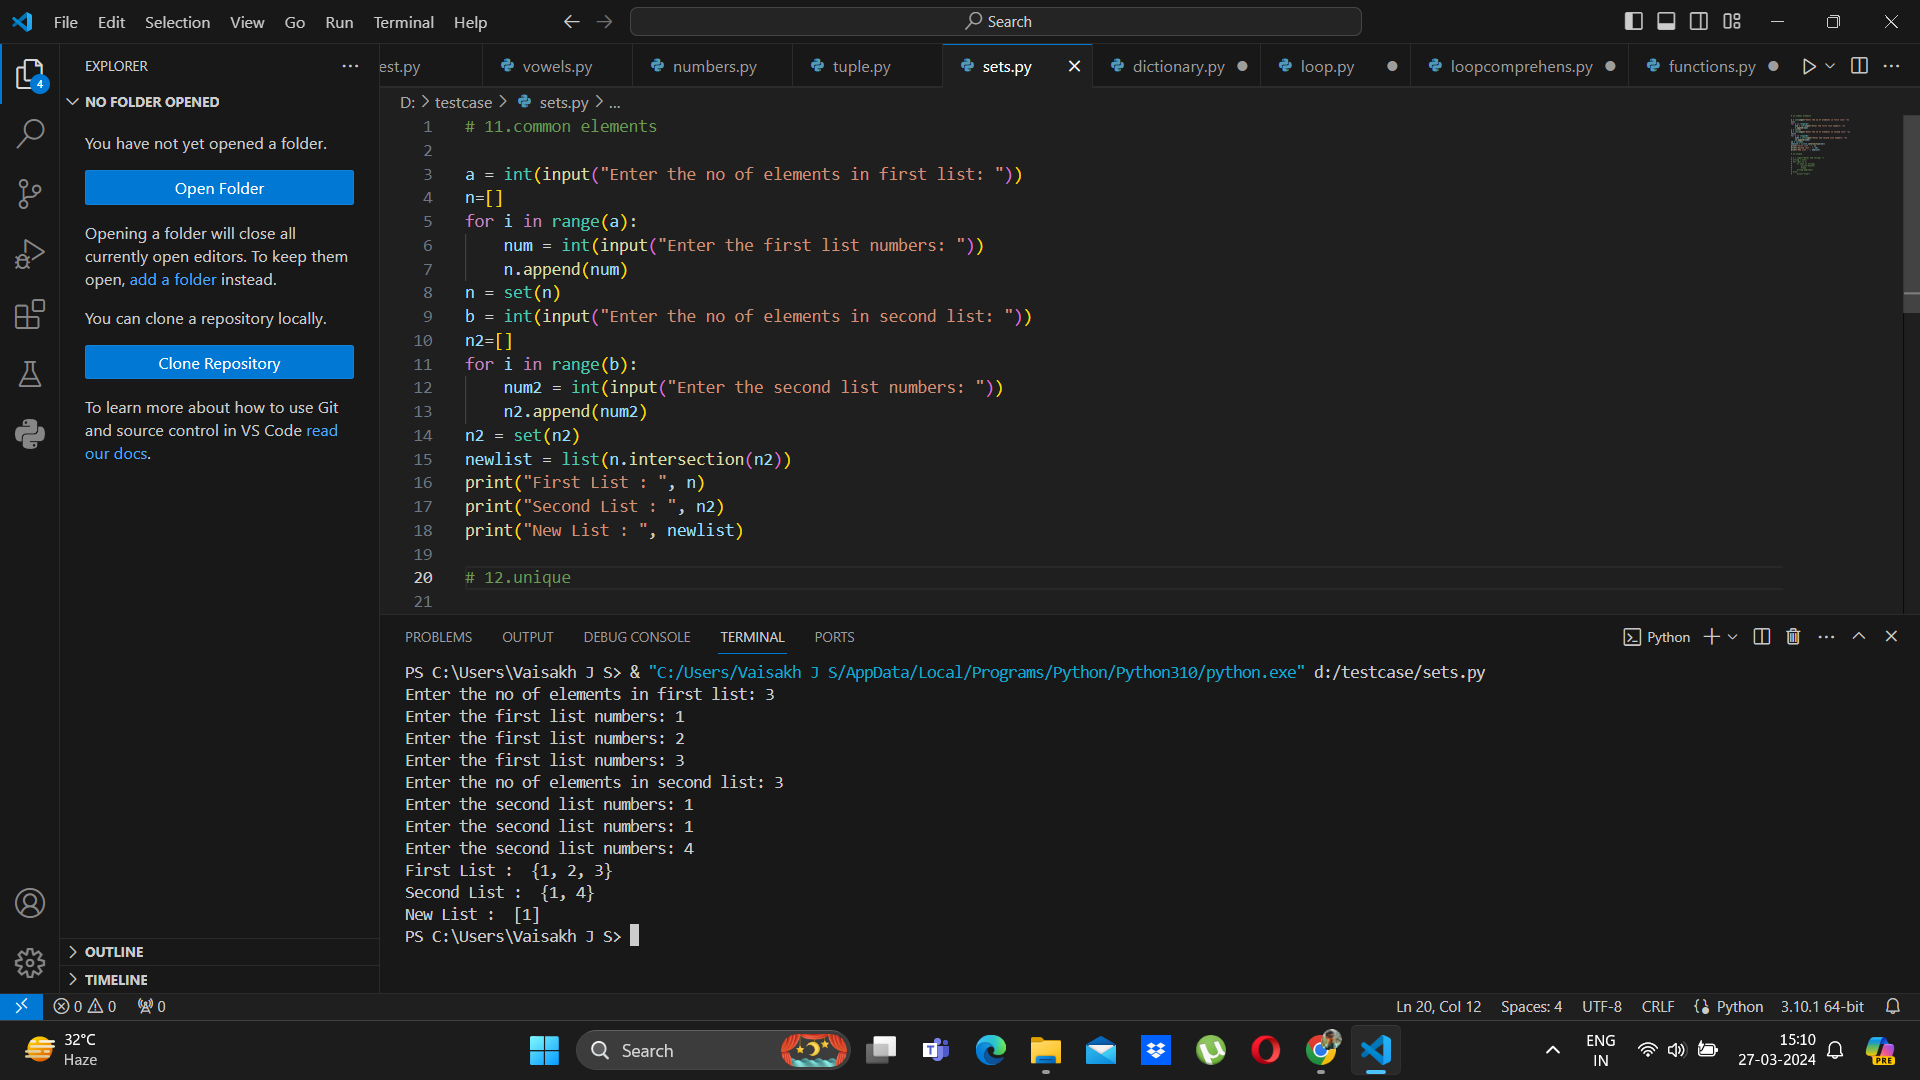 File Edit Selection View Go Run Terminal Help
Search
EXPLORER
4
NO FOLDER OPENED
You have not yet opened a folder.
Open Folder
Opening a folder will close all
currently open editors. To keep them
open, add a folder instead.
You can clone a repository locally.
Clone Repository
To learn more about how to use Git
and source control in VS Code read
our docs.
OUTLINE
TIMELINE
est.py vowels.py numbers.py tuple.py sets.py dictionary.py loop.py loopcomprehens.py functions.py
D: > testcase > sets.py > ...
1 # 11.common elements
2
3 a = int(input("Enter the no of elements in first list: "))
4 n=[]
5 for i in range(a):
6     num = int(input("Enter the first list numbers: "))
7     n.append(num)
8 n = set(n)
9 b = int(input("Enter the no of elements in second list: "))
10 n2=[]
11 for i in range(b):
12     num2 = int(input("Enter the second list numbers: "))
13     n2.append(num2)
14 n2 = set(n2)
15 newlist = list(n.intersection(n2))
16 print("First List : ", n)
17 print("Second List : ", n2)
18 print("New List : ", newlist)
19
20 # 12.unique
21
PROBLEMS OUTPUT DEBUG CONSOLE TERMINAL PORTS
Python
PS C:\Users\Vaisakh J S> & "C:/Users/Vaisakh J S/AppData/Local/Programs/Python/Python310/python.exe" d:/testcase/sets.py
Enter the no of elements in first list: 3
Enter the first list numbers: 1
Enter the first list numbers: 2
Enter the first list numbers: 3
Enter the no of elements in second list: 3
Enter the second list numbers: 1
Enter the second list numbers: 1
Enter the second list numbers: 4
First List :  {1, 2, 3}
Second List :  {1, 4}
New List :  [1]
PS C:\Users\Vaisakh J S>
0 0 0
Ln 20, Col 12 Spaces: 4 UTF-8 CRLF Python 3.10.1 64-bit
32°C
Haze
Search
ENG
IN
15:10
27-03-2024
PRE